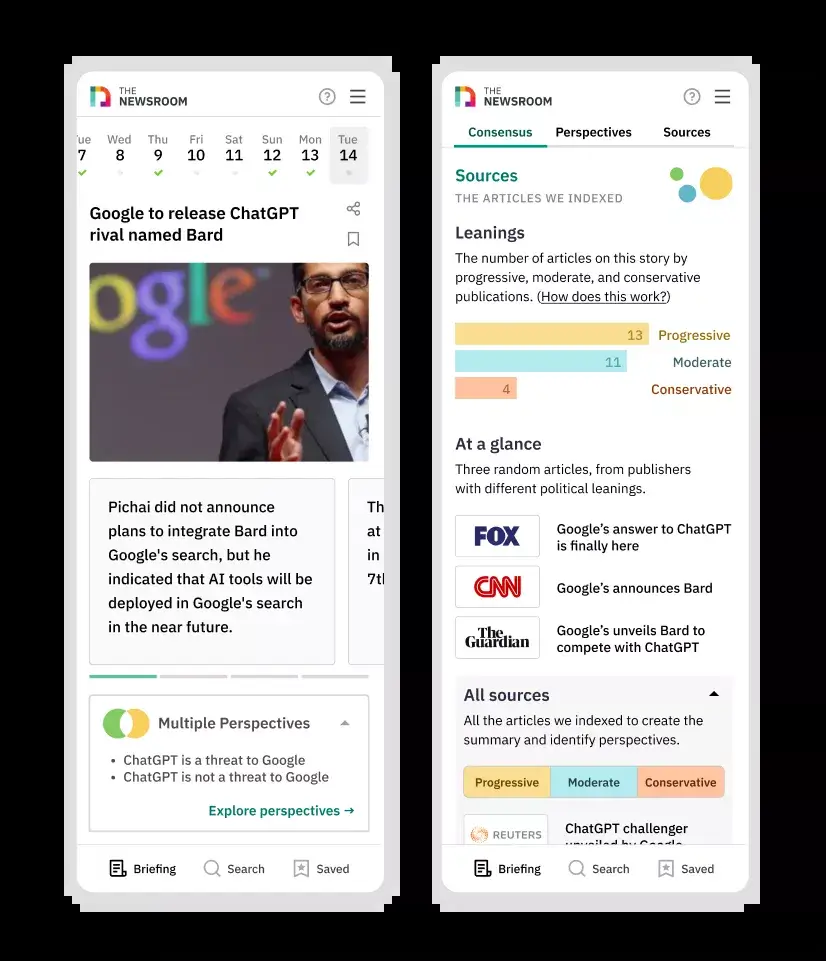 THE
NEWSROOM
ue Wed Thu Fri Sat Sun Mon Tue
7 8 9 10 11 12 13 14
Google to release ChatGPT
rival named Bard
ogle
Pichai did not announce
plans to integrate Bard into
Google's search, but he
indicated that AI tools will be
deployed in Google's search
in the near future.
Th
at
in
7th
Multiple Perspectives
• ChatGPT is a threat to Google
• ChatGPT is not a threat to Google
Explore perspectives →
Briefing Search Saved
THE
NEWSROOM
Consensus Perspectives Sources
Sources
THE ARTICLES WE INDEXED
Leanings
The number of articles on this story by
progressive, moderate, and conservative
publications. (How does this work?)
13 Progressive
11 Moderate
4 Conservative
At a glance
Three random articles, from publishers
with different political leanings.
FOX
Google's answer to ChatGPT
is finally here
CNN
Google's announces Bard
The
Guardian
Google's unveils Bard to
compete with ChatGPT
All sources
All the articles we indexed to create the
summary and identify perspectives.
Progressive Moderate Conservative
REUTERS
ChatGPT challenger
unveiled by Google
Briefing Search Saved